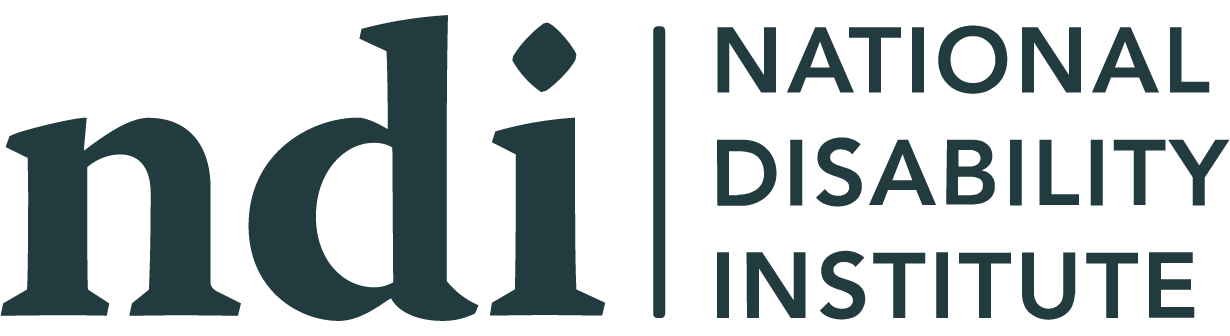 ndi
NATIONAL
DISABILITY
INSTITUTE